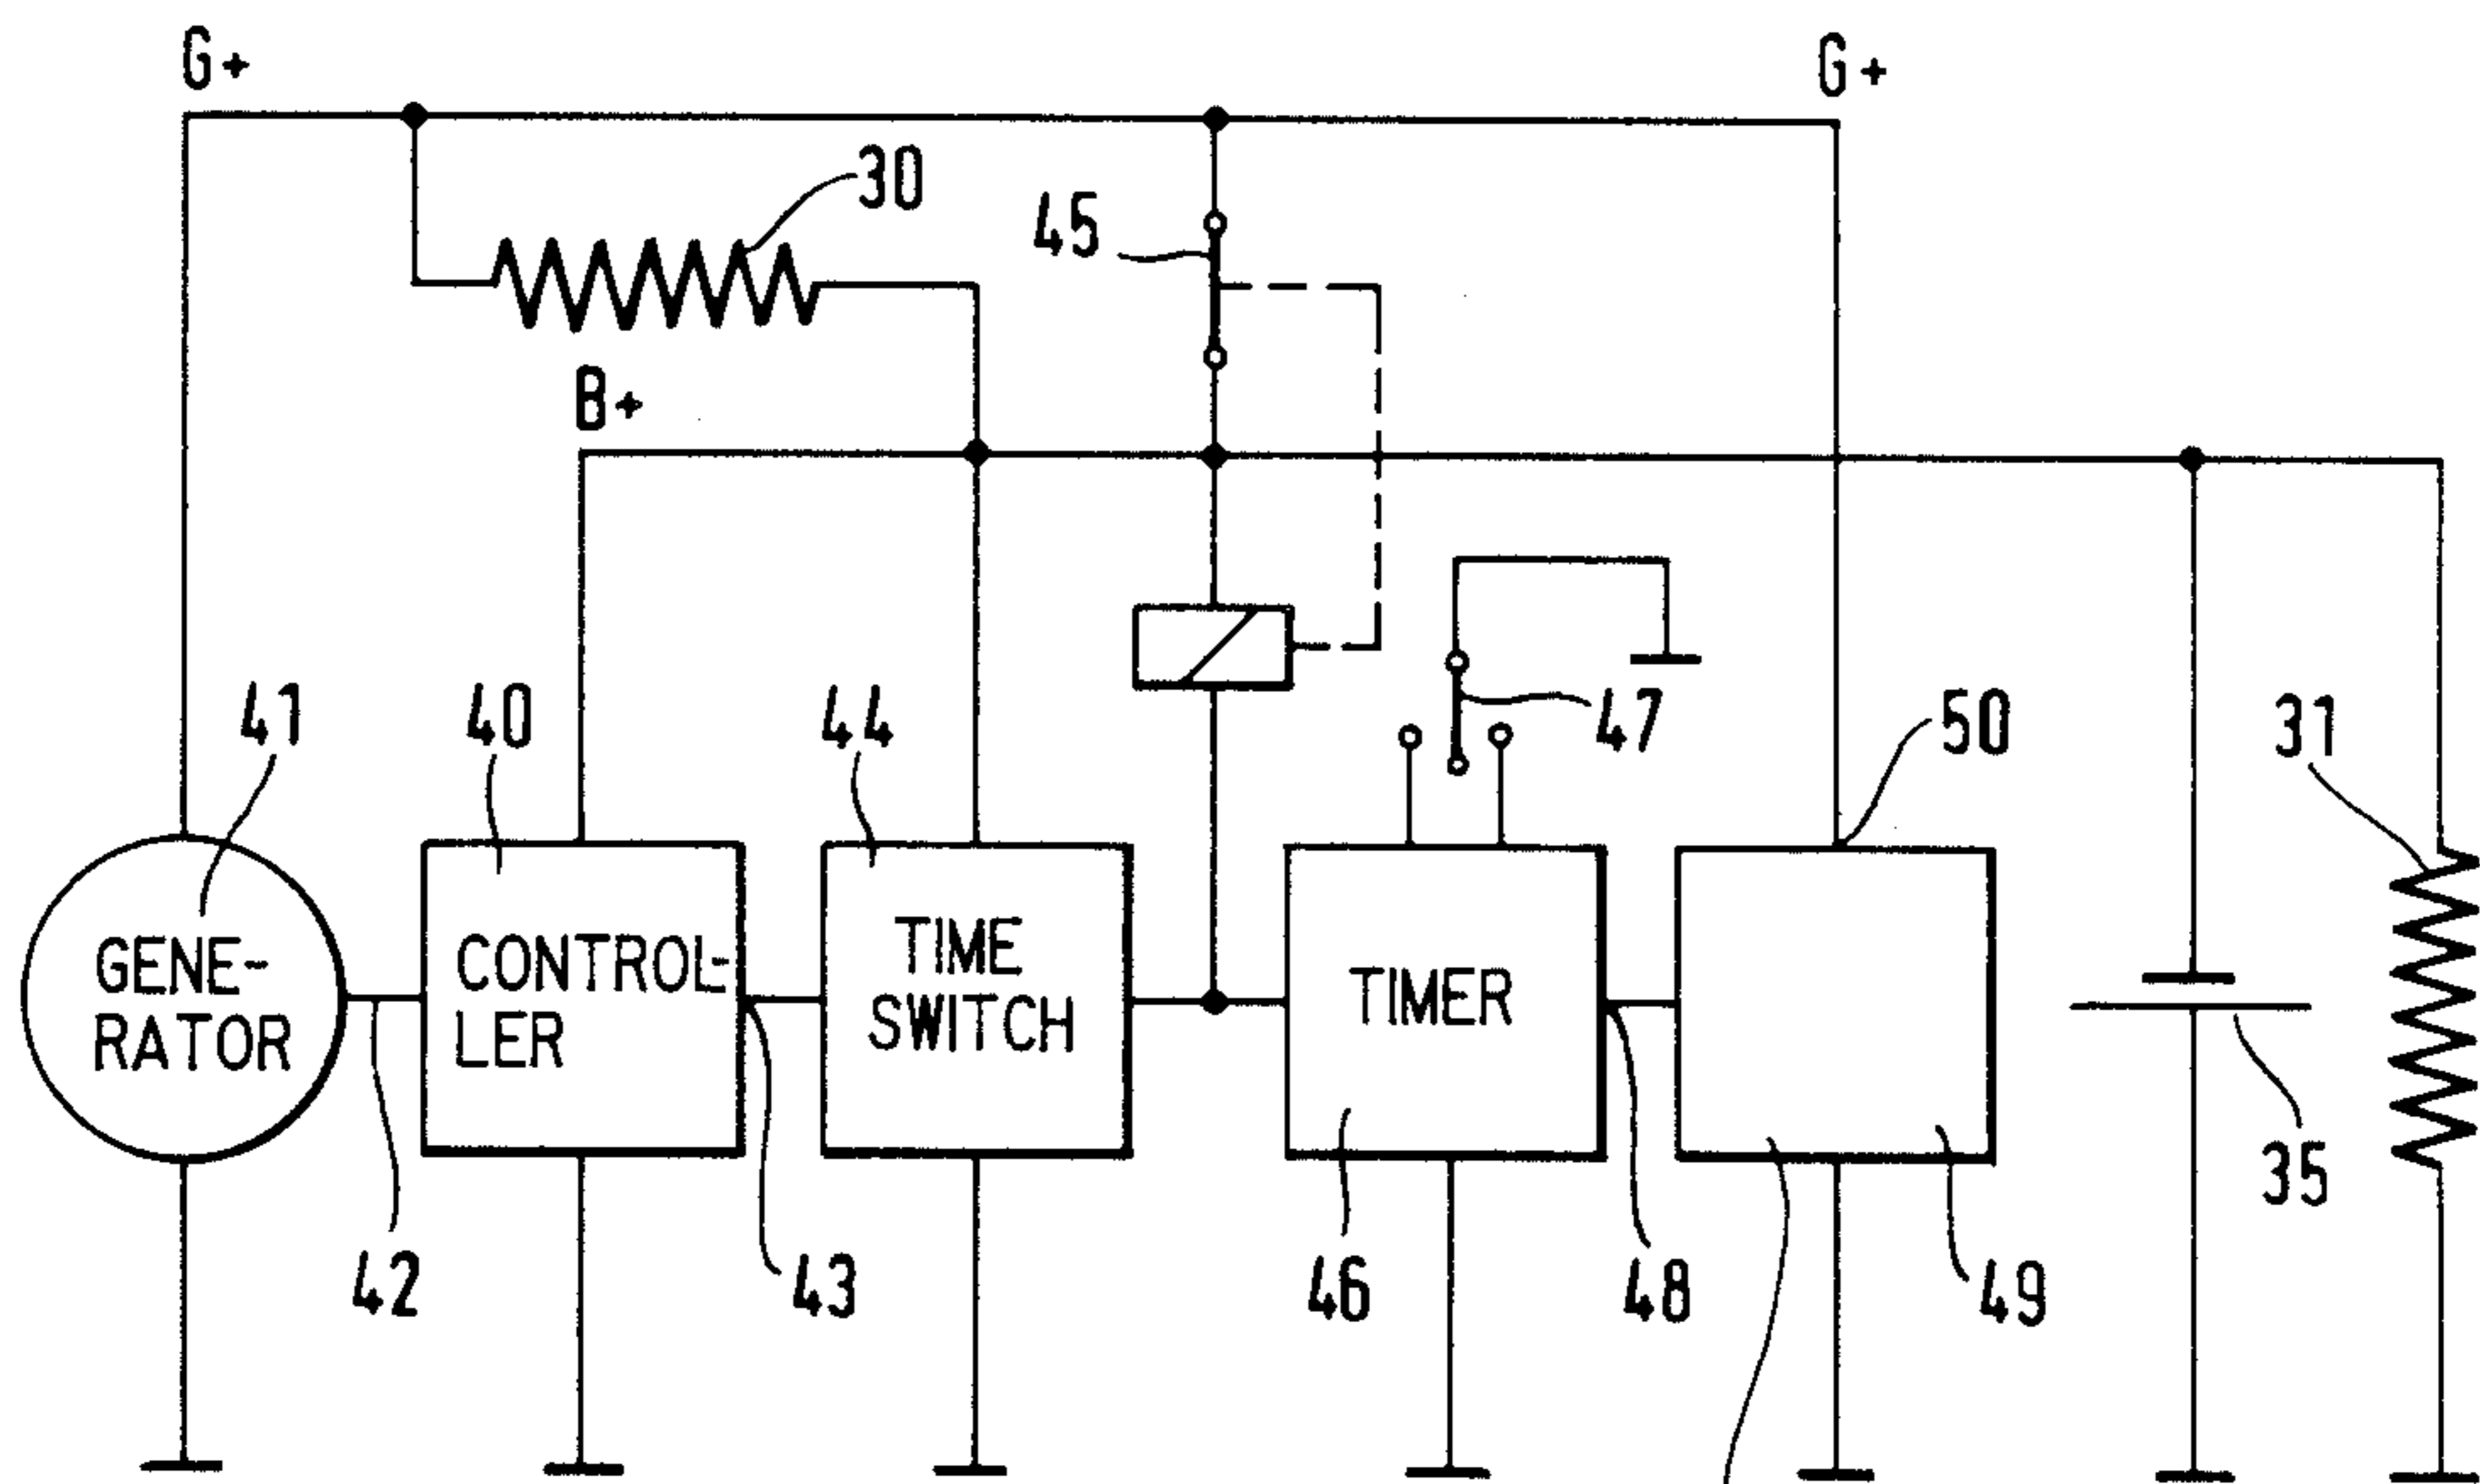 G+
G+
30
45
B+
41
40
44
47
50
31
GENE-
RATOR
CONTROL-
LER
TIME
SWITCH
TIMER
42
43
46
48
49
35